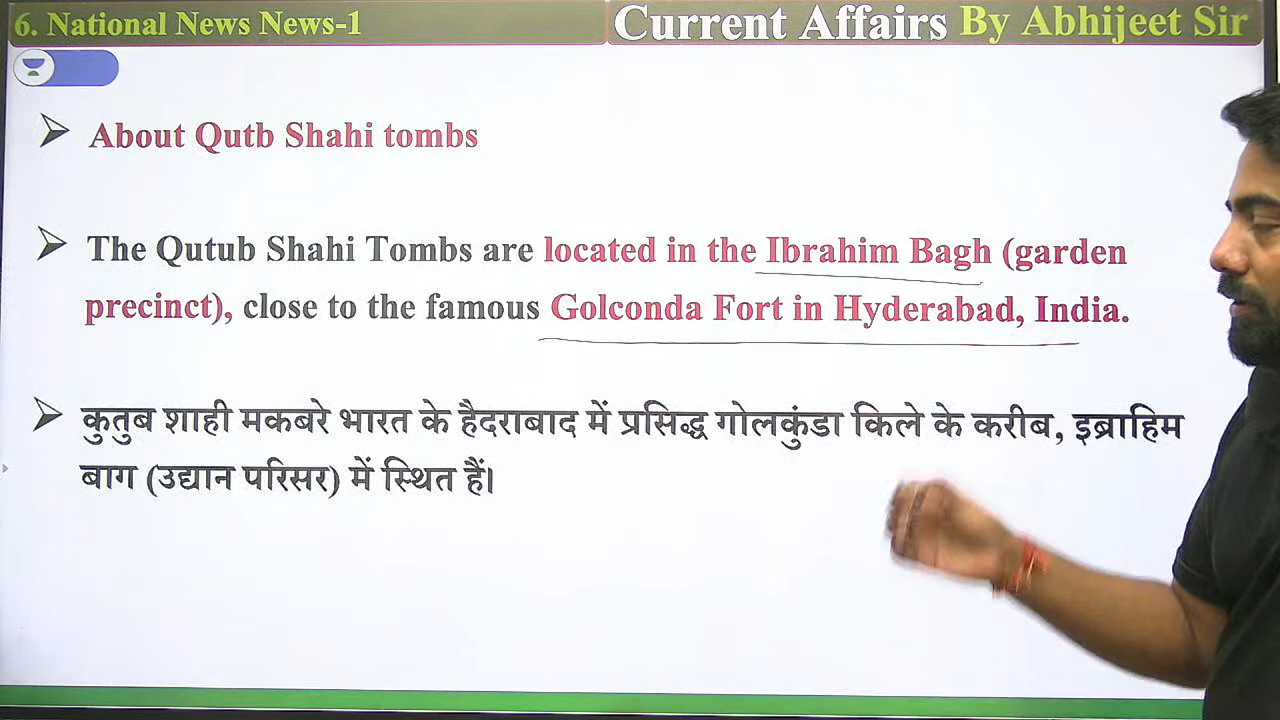 6. National News News-1
Current Affairs By Abhijeet Sir
About Qutb Shahi tombs
The Qutub Shahi Tombs are located in the Ibrahim Bagh (garden
precinct), close to the famous Golconda Fort in Hyderabad, India.
कुतुब शाही मकबरे भारत के हैदराबाद में प्रसिद्ध गोलकुंडा किले के करीब, इब्राहिम
बाग (उद्यान परिसर) में स्थित हैं।